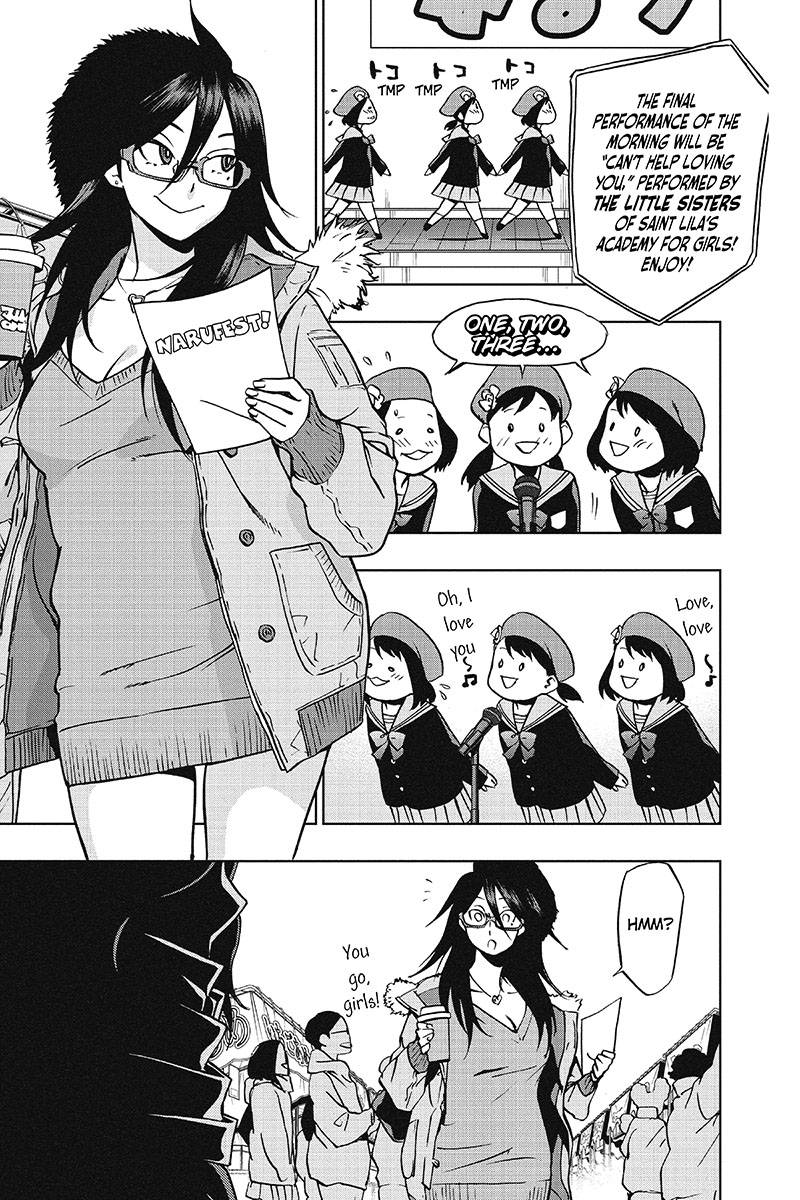 トコ
TMP
トコ
TMP
トコ
TMP
THE FINAL
PERFORMANCE OF THE
MORNING WILL BE
"CAN'T HELP LOVING
YOU," PERFORMED BY
THE LITTLE SISTERS
OF SAINT LILA'S
ACADEMY FOR GIRLS!
ENJOY!
NARUFEST!
ONE, TWO,
THREE...
Oh, I
love
you
Love,
love
You
go,
girls!
HMM?